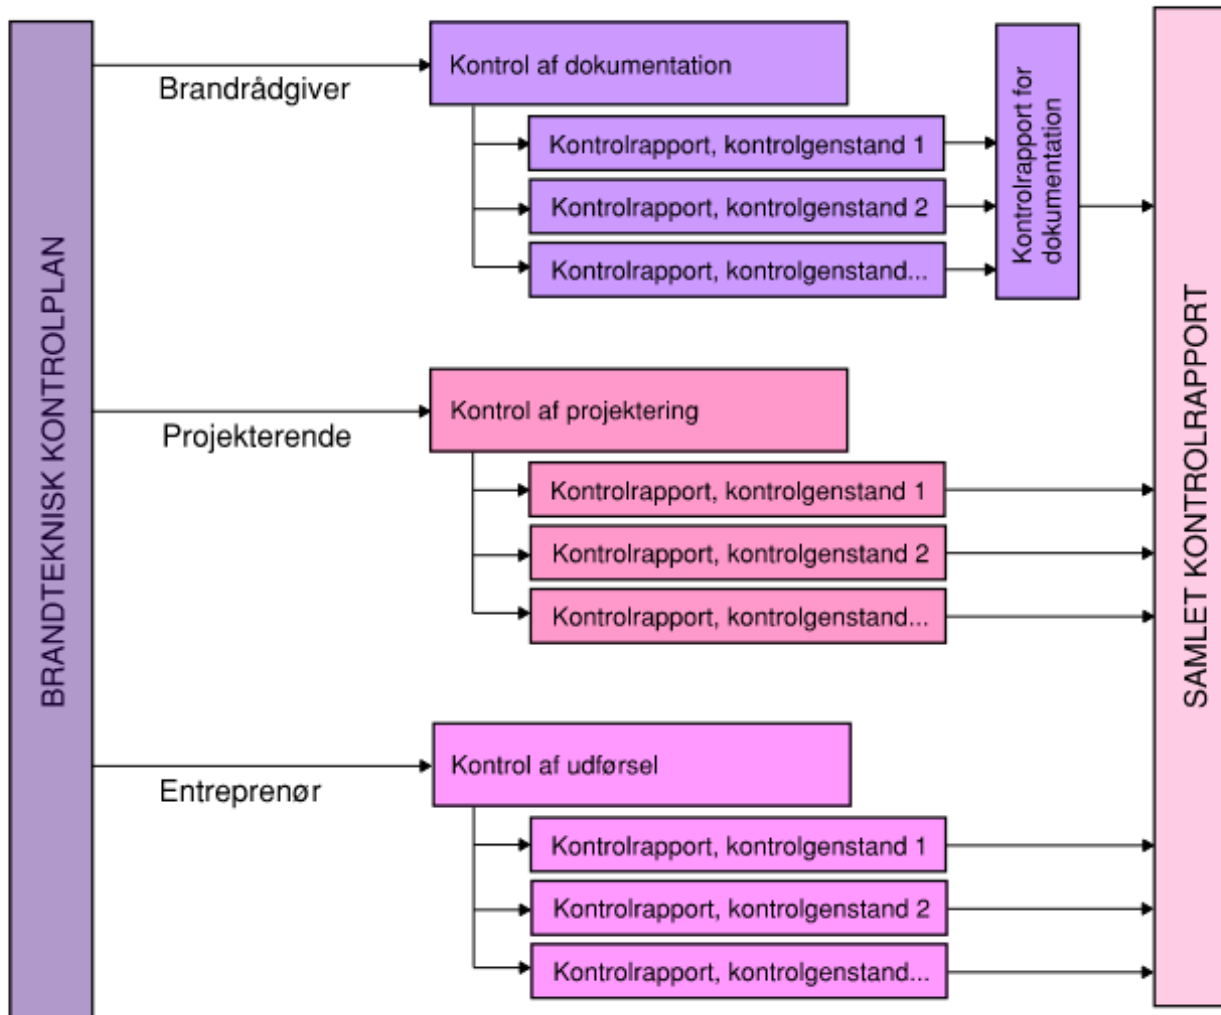 BRANDTEKNISK KONTROLPLAN
Brandrådgiver
Kontrol af dokumentation
Kontrolrapport, kontrolgenstand 1
Kontrolrapport, kontrolgenstand 2
Kontrolrapport, kontrolgenstand...
Kontrolrapport for
dokumentation
Projekterende
Kontrol af projektering
Kontrolrapport, kontrolgenstand 1
Kontrolrapport, kontrolgenstand 2
Kontrolrapport, kontrolgenstand...
Entreprenør
Kontrol af udførsel
Kontrolrapport, kontrolgenstand 1
Kontrolrapport, kontrolgenstand 2
Kontrolrapport, kontrolgenstand...
SAMLET KONTROLRAPPORT